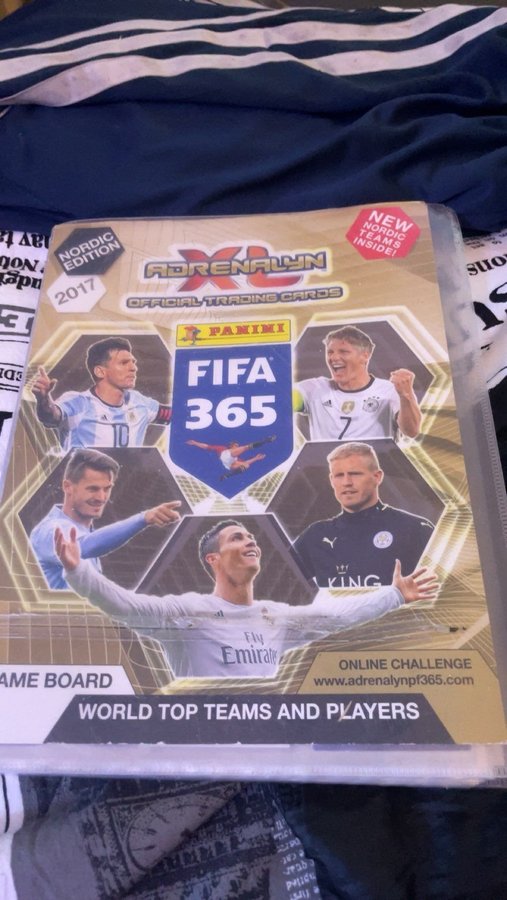 NORDIC
EDITION
2017
NEW
NORDIC
TEAMS
INSIDE!
ADRENALYN
XL
OFFICIAL TRADING CARDS
PANINI
FIFA
365
10
7
KING
Fly
Emirates
AME BOARD
ONLINE CHALLENGE
www.adrenalynpf365.com
WORLD TOP TEAMS AND PLAYERS